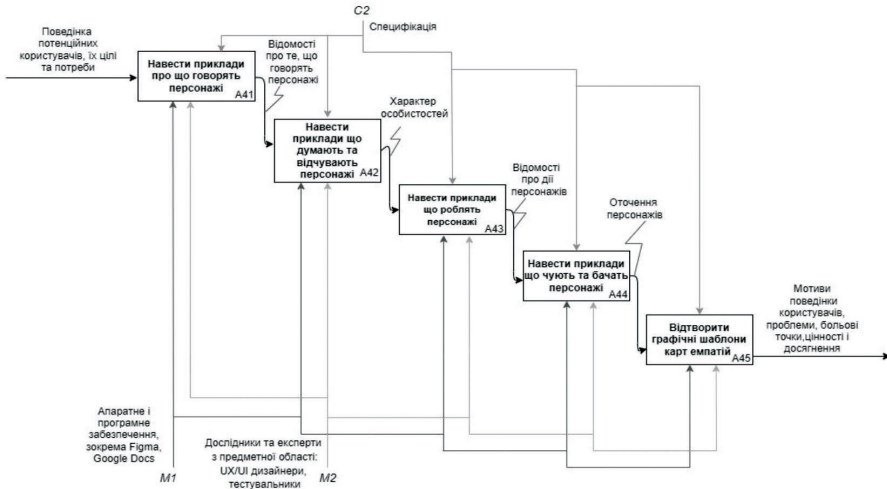 C2
Специфікація
Поведінка
потенційних
користувачів, їх цілі
та потреби
Навести приклади
про що говорять
персонажі
A41
Відомості
про те, що
говорять
персонажі
Навести
приклади що
думають та
відчувають
персонажі
A42
Характер
особистостей
Навести приклади
що роблять
персонажі
A43
Відомості
про дії
персонажів
Навести приклади
що чують та бачать
персонажі
A44
Оточення
персонажів
Відтворити
графічні шаблони
карт емпатій
A45
Мотиви
поведінки
користувачів,
проблеми, больові
точки,цінності і
досягнення
Апаратне і
програмне
забезпечення,
зокрема Figma,
Google Docs
M1
Дослідники та експерти
з предметної області:
UX/UI дизайнери,
тестувальники
M2